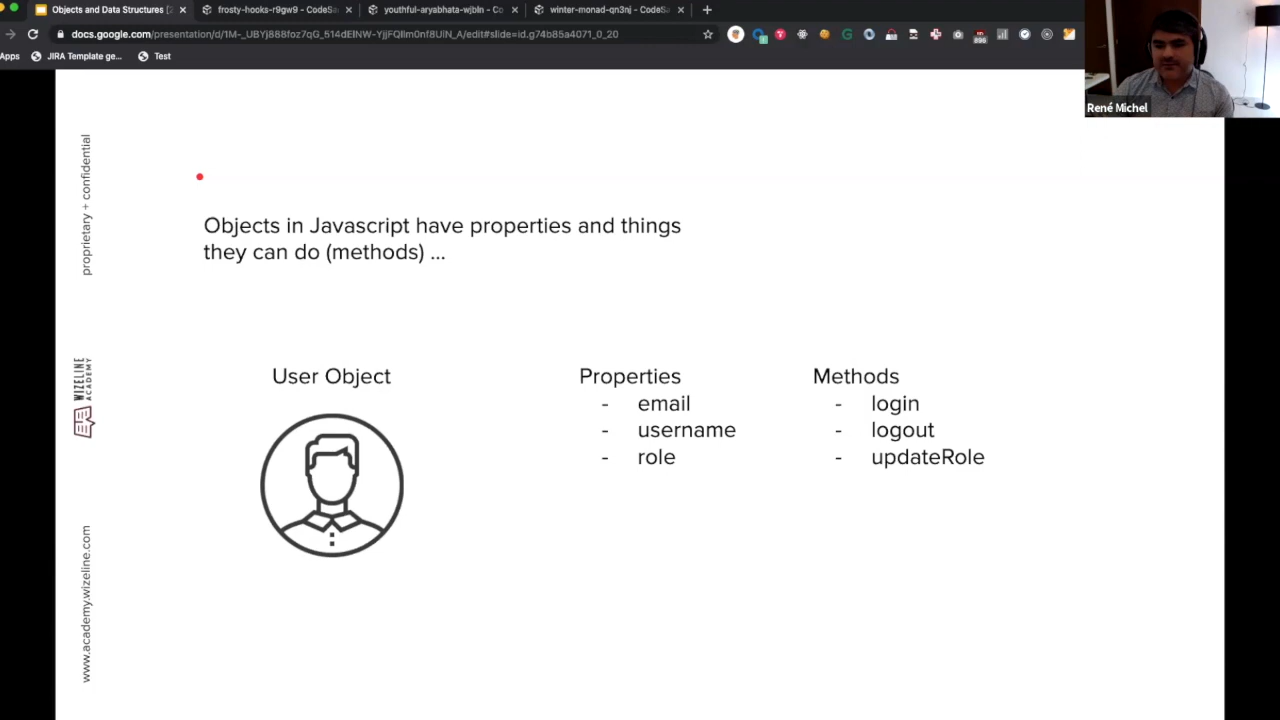 Objects and Data Structures [
frosty-hooks-r9gw9 - CodeSa
youthful-aryabhata-wjbln - Co
winter-monad-qn3nj - CodeSa
docs.google.com/presentation/d/1M-_UBYj888foz7qG_514dEINW-YjjFQIIm0nf8UiN_A/edit#slide=id.g74b85a4071_0_20
Apps
JIRA Template ge...
Test
René Michel
proprietary + confidential
WIZELINE
ACADEMY
www.academy.wizeline.com
Objects in Javascript have properties and things
they can do (methods) ...
User Object
Properties
- email
- username
- role
Methods
- login
- logout
- updateRole